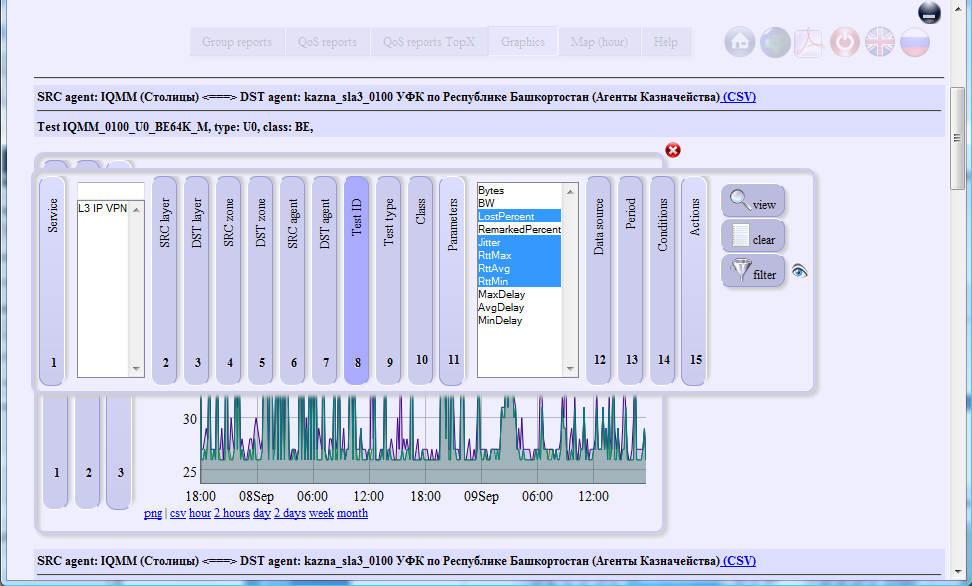 Group reports QoS reports QoS reports TopX Graphics Map (hour) Help
SRC agent: IQMM (Столицы) <===> DST agent: kazna_sla3_0100 УФК по Республике Башкортостан (Агенты Казначейства) (CSV)
Test IQMM_0100_U0_BE64K_M, type: U0, class: BE,
Service
1
L3 IP VPN
SRC layer
2
DST layer
3
SRC zone
4
DST zone
5
SRC agent
6
DST agent
7
Test ID
8
Test type
9
Class
10
Parameters
11
Bytes
BW
LostPercent
RemarkedPercent
Jitter
RttMax
RttAvg
RttMin
MaxDelay
AvgDelay
MinDelay
Data source
12
Period
13
Conditions
14
Actions
15
view
clear
filter
1 2 3
30
25
18:00 08Sep 06:00 12:00 18:00 09Sep 06:00 12:00
png | csv hour 2 hours day 2 days week month
SRC agent: IQMM (Столицы) <===> DST agent: kazna_sla3_0100 УФК по Республике Башкортостан (Агенты Казначейства) (CSV)